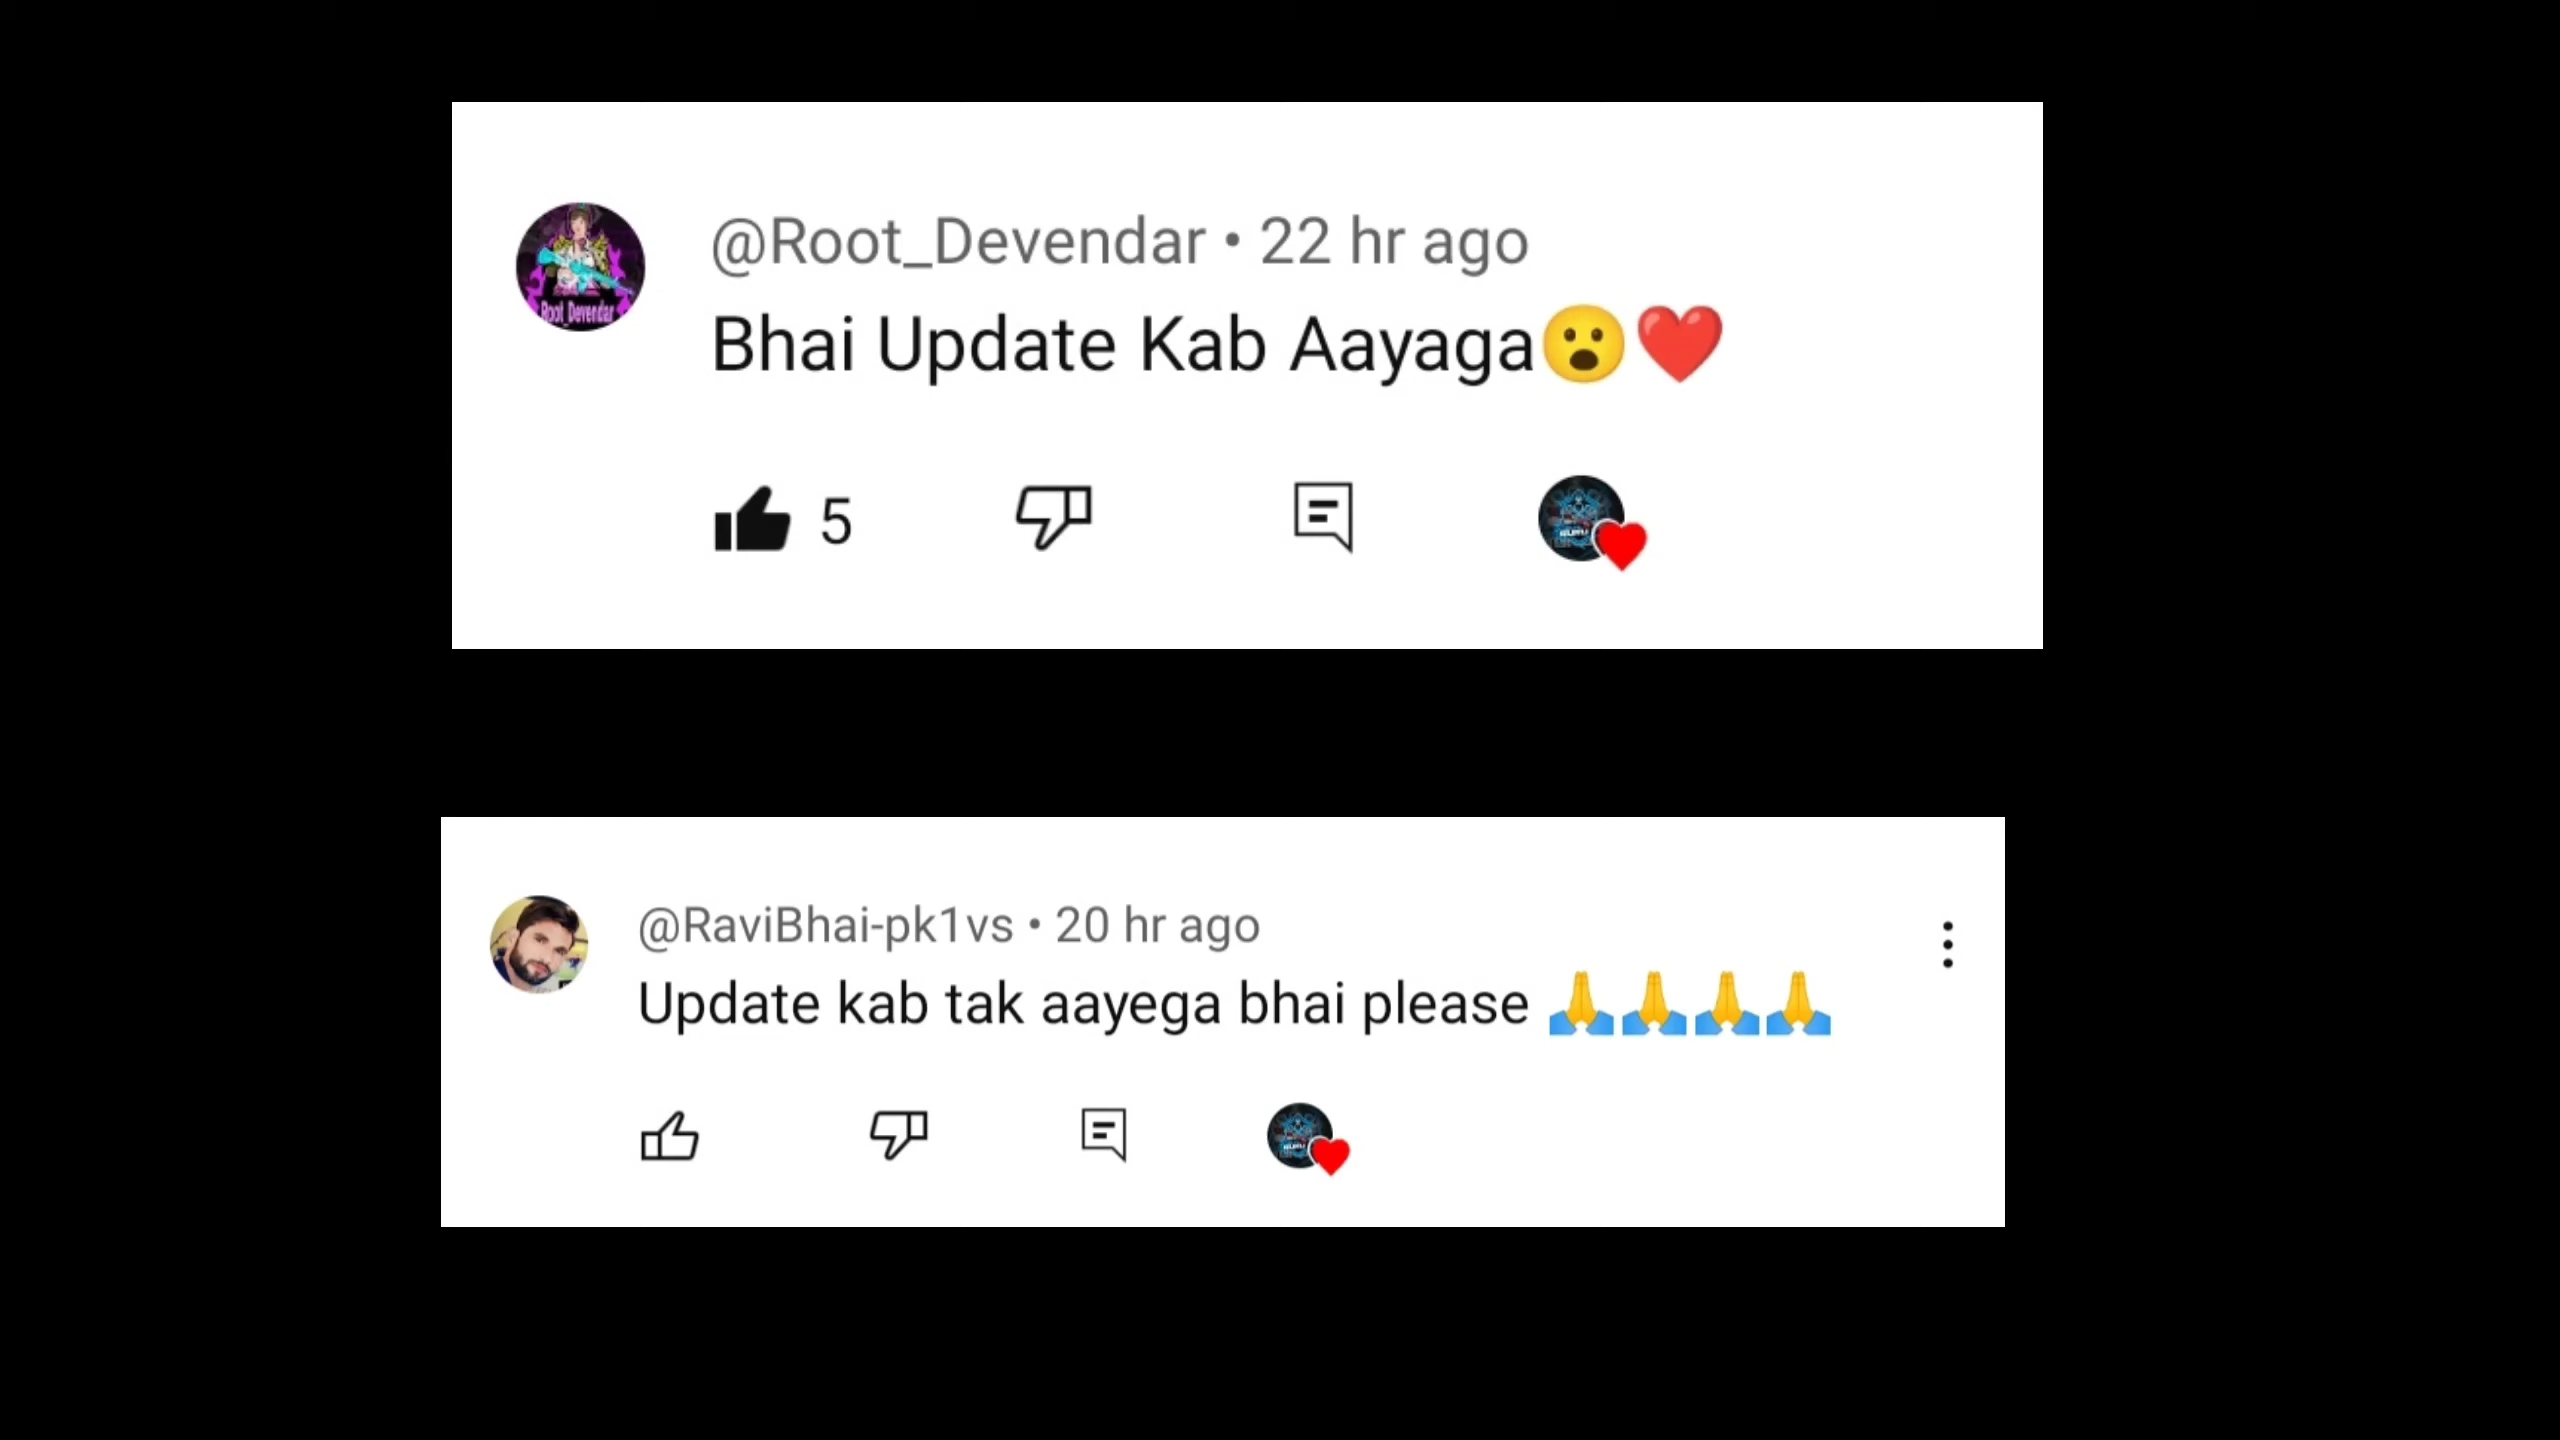 @Root_Devendar • 22 hr ago
Bhai Update Kab Aayaga😮❤️
Root_Devendar
5
@RaviBhai-pk1vs • 20 hr ago
Update kab tak aayega bhai please 🙏🙏🙏🙏